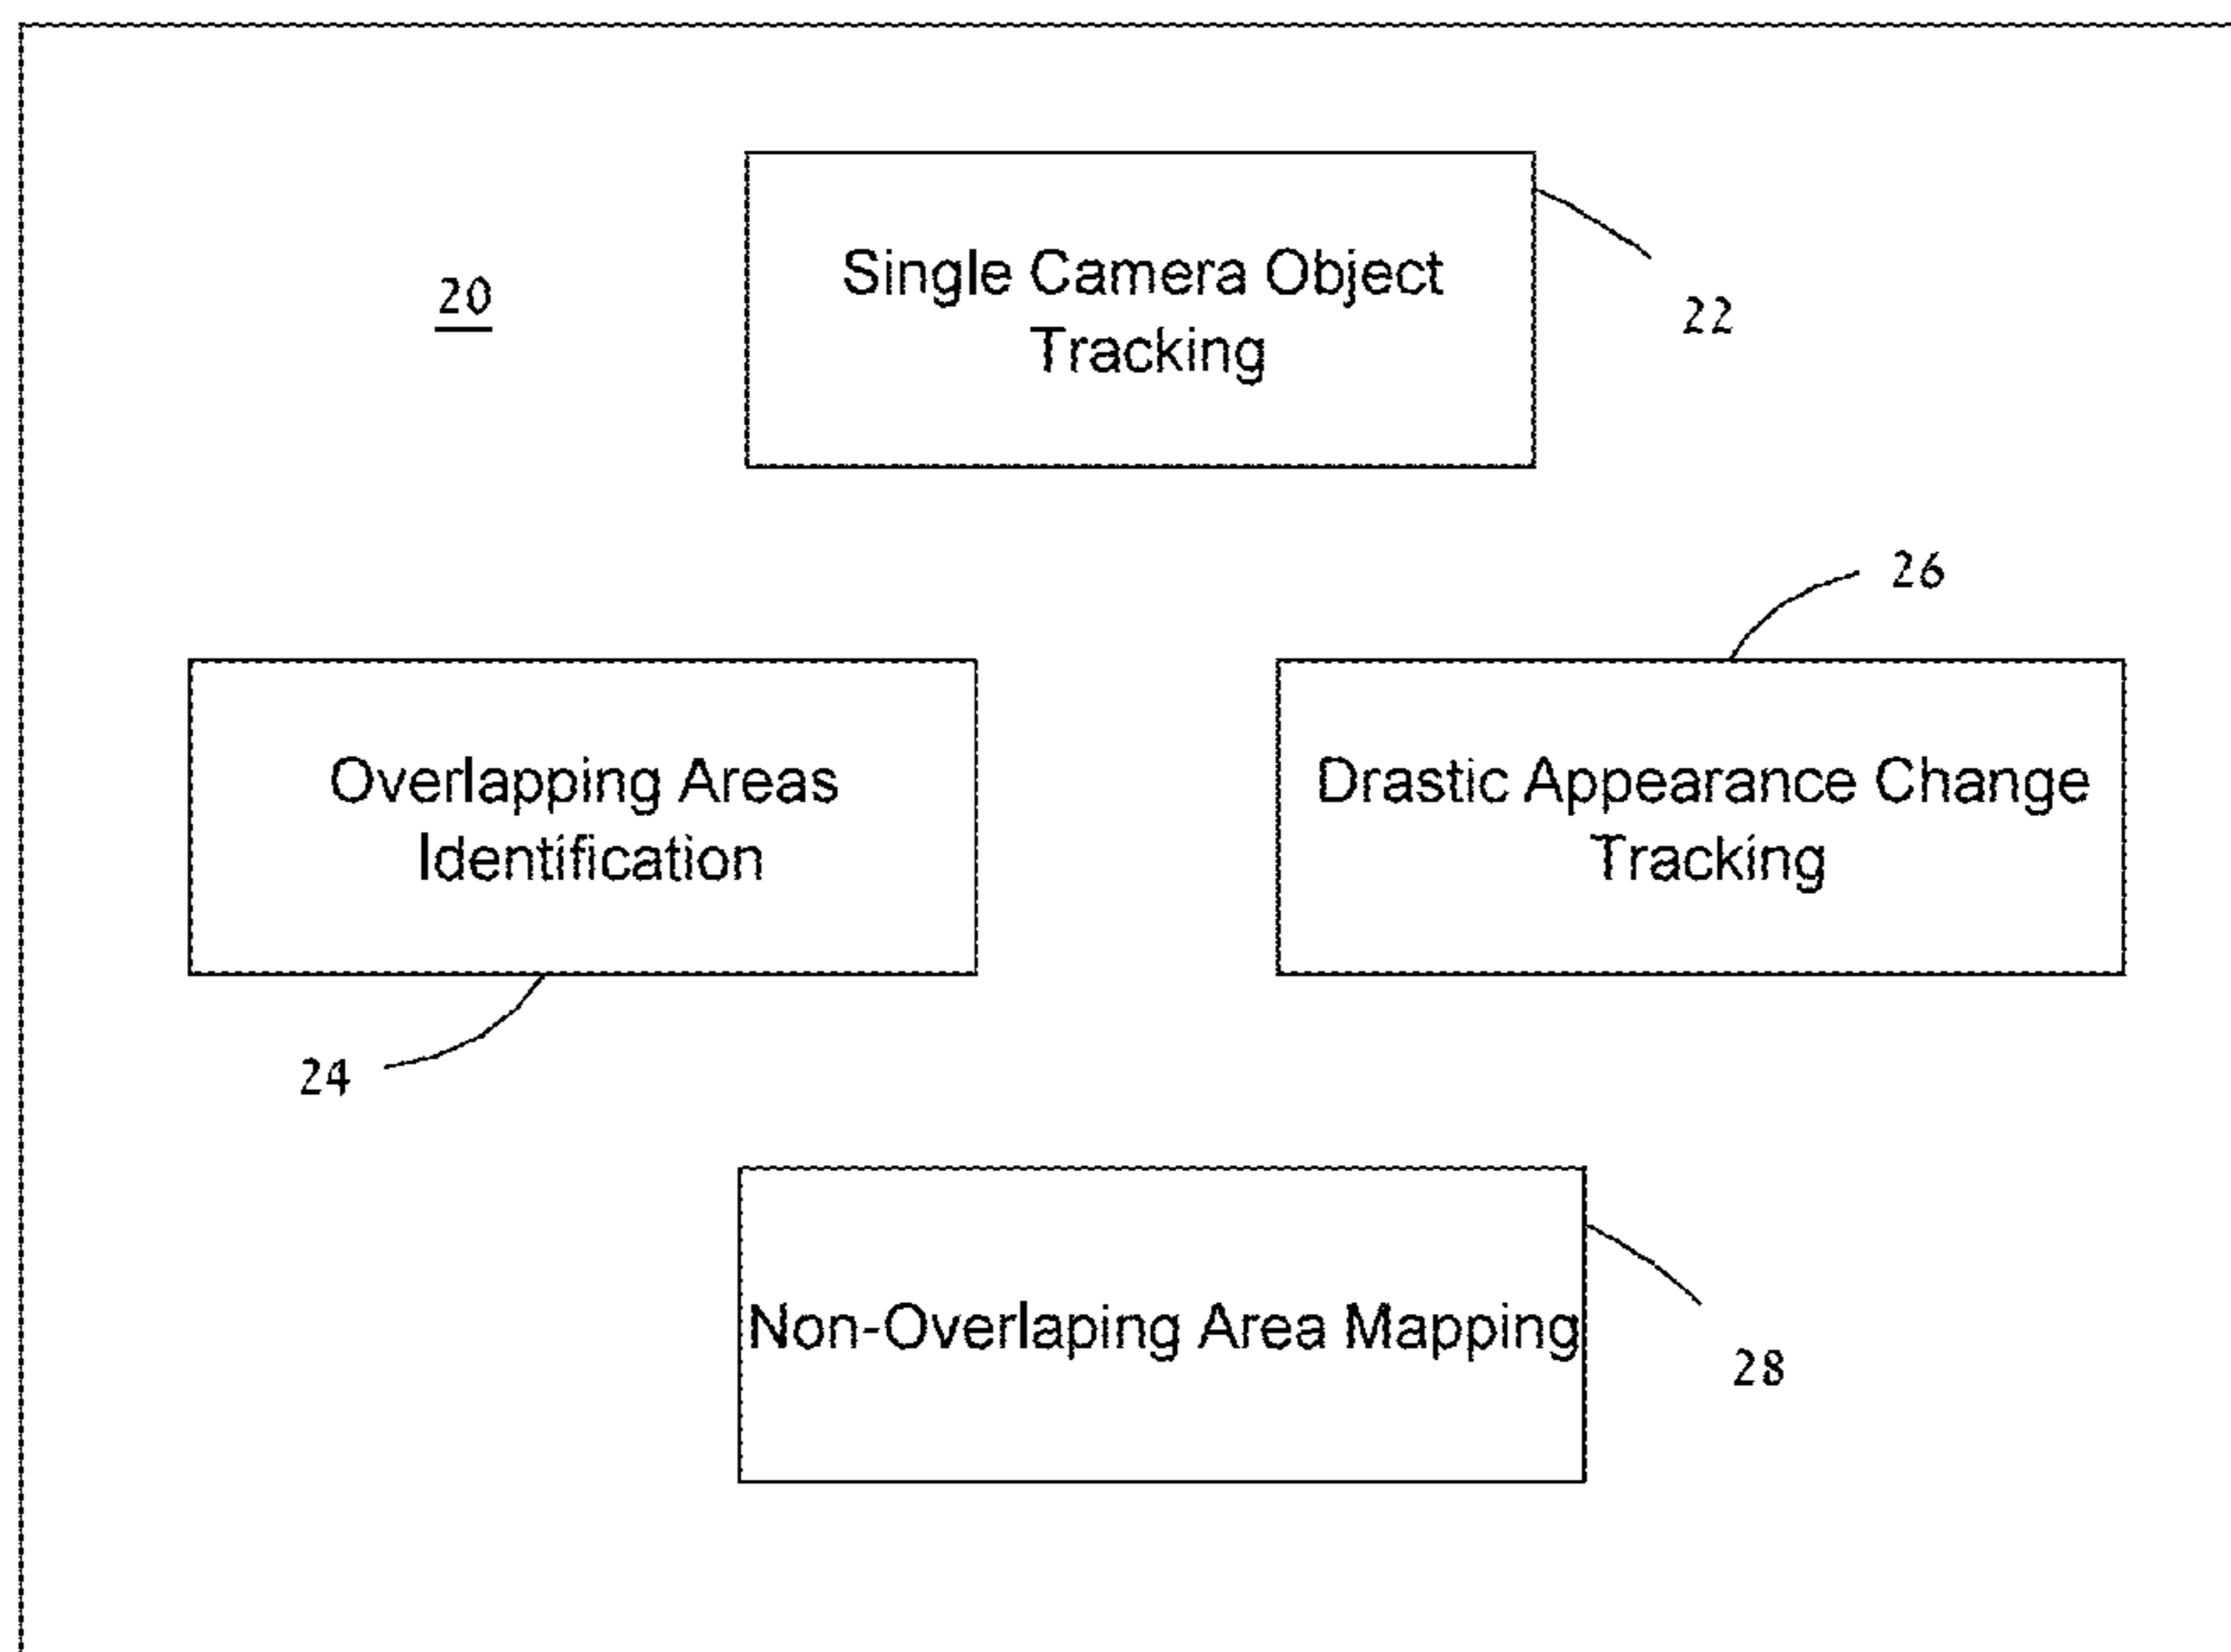 Single Camera Object
Tracking
20
22
26
Overlapping Areas
Identification
Drastic Appearance Change
Tracking
24
Non-Overlaping Area Mapping
28